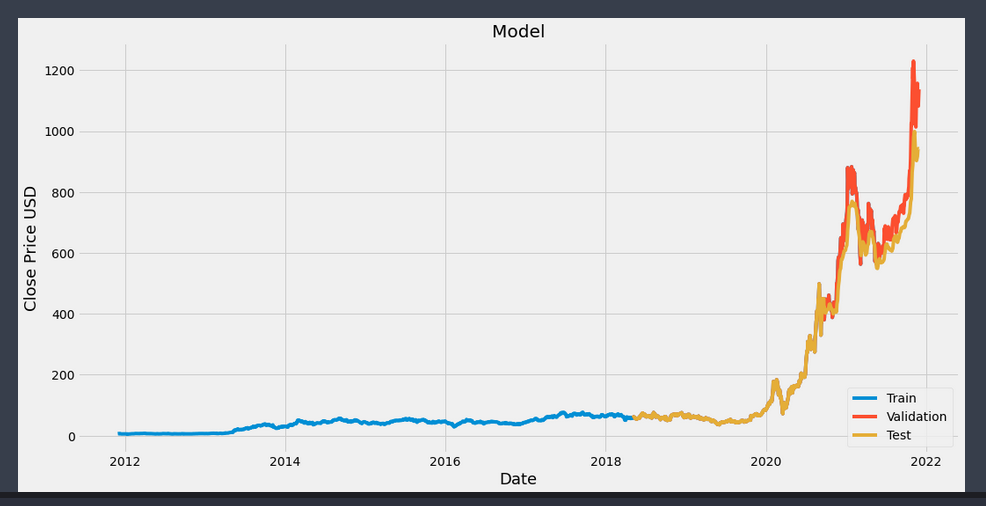 Model
Close Price USD
1200
1000
800
600
400
200
0
Train
Validation
Test
2012 2014 2016 2018 2020 2022
Date